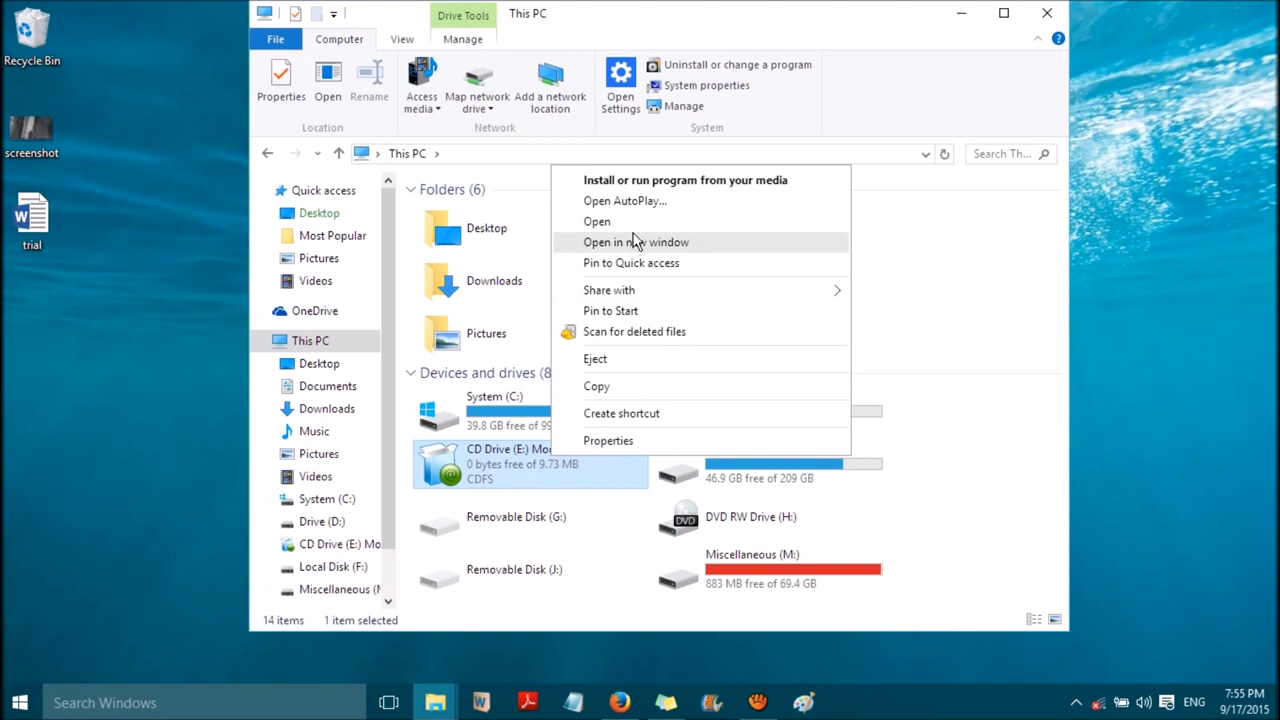 Recycle Bin
screenshot
trial
Drive Tools
This PC
File
Computer
View
Manage
Properties
Open
Rename
Location
Access media
Map network drive
Add a network location
Network
Open Settings
Uninstall or change a program
System properties
Manage
System
This PC
Search Th...
Quick access
Desktop
Most Popular
Pictures
Videos
OneDrive
This PC
Desktop
Documents
Downloads
Music
Pictures
Videos
System (C:)
Drive (D:)
CD Drive (E:) Mo
Local Disk (F:)
Miscellaneous (
Folders (6)
Desktop
Downloads
Pictures
Devices and drives (8
System (C:)
39.8 GB free of 99
CD Drive (E:) Mo
0 bytes free of 9.73 MB
CDFS
46.9 GB free of 209 GB
Removable Disk (G:)
DVD
DVD RW Drive (H:)
Removable Disk (J:)
Miscellaneous (M:)
883 MB free of 69.4 GB
Install or run program from your media
Open AutoPlay...
Open
Open in new window
Pin to Quick access
Share with
Pin to Start
Scan for deleted files
Eject
Copy
Create shortcut
Properties
14 items
1 item selected
Search Windows
ENG
7:55 PM
9/17/2015